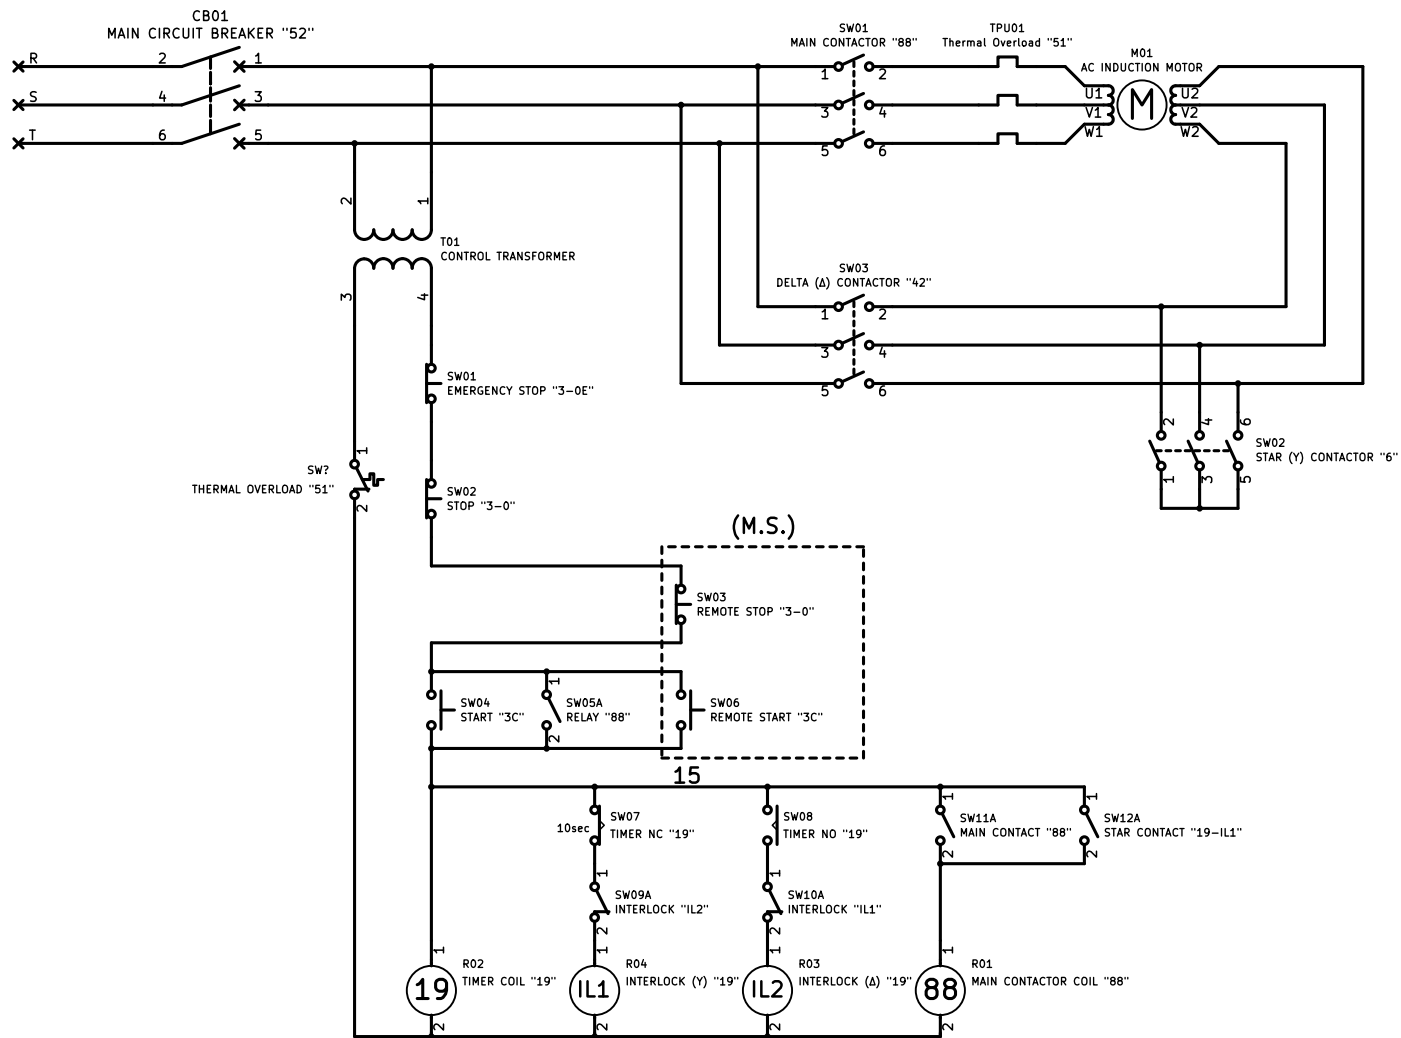 CB01
MAIN CIRCUIT BREAKER "52"
SW01
MAIN CONTACTOR "88"
TPU01
Thermal Overload "51"
M01
AC INDUCTION MOTOR
R 2 1
1 2
S 4 3
3 4
T 6 5
5 6
U1
V1
W1
M
U2
V2
W2
2 1
T01
CONTROL TRANSFORMER
3 4
SW03
DELTA (Δ) CONTACTOR "42"
1 2
3 4
5 6
SW01
EMERGENCY STOP "3-0E"
2 4 6
SW02
STAR (Y) CONTACTOR "6"
1 3 5
1
SW?
THERMAL OVERLOAD "51"
2
SW02
STOP "3-0"
(M.S.)
SW03
REMOTE STOP "3-0"
SW04
START "3C"
1
SW05A
RELAY "88"
2
SW06
REMOTE START "3C"
15
10sec
SW07
TIMER NC "19"
SW08
TIMER NO "19"
1
SW11A
MAIN CONTACT "88"
2
1
SW12A
STAR CONTACT "19-IL1"
2
1
SW09A
INTERLOCK "IL2"
2
1
SW10A
INTERLOCK "IL1"
2
1
R02
TIMER COIL "19"
19
2
1
R04
INTERLOCK (Y) "19"
IL1
2
1
R03
INTERLOCK (Δ) "19"
IL2
2
1
R01
MAIN CONTACTOR COIL "88"
88
2